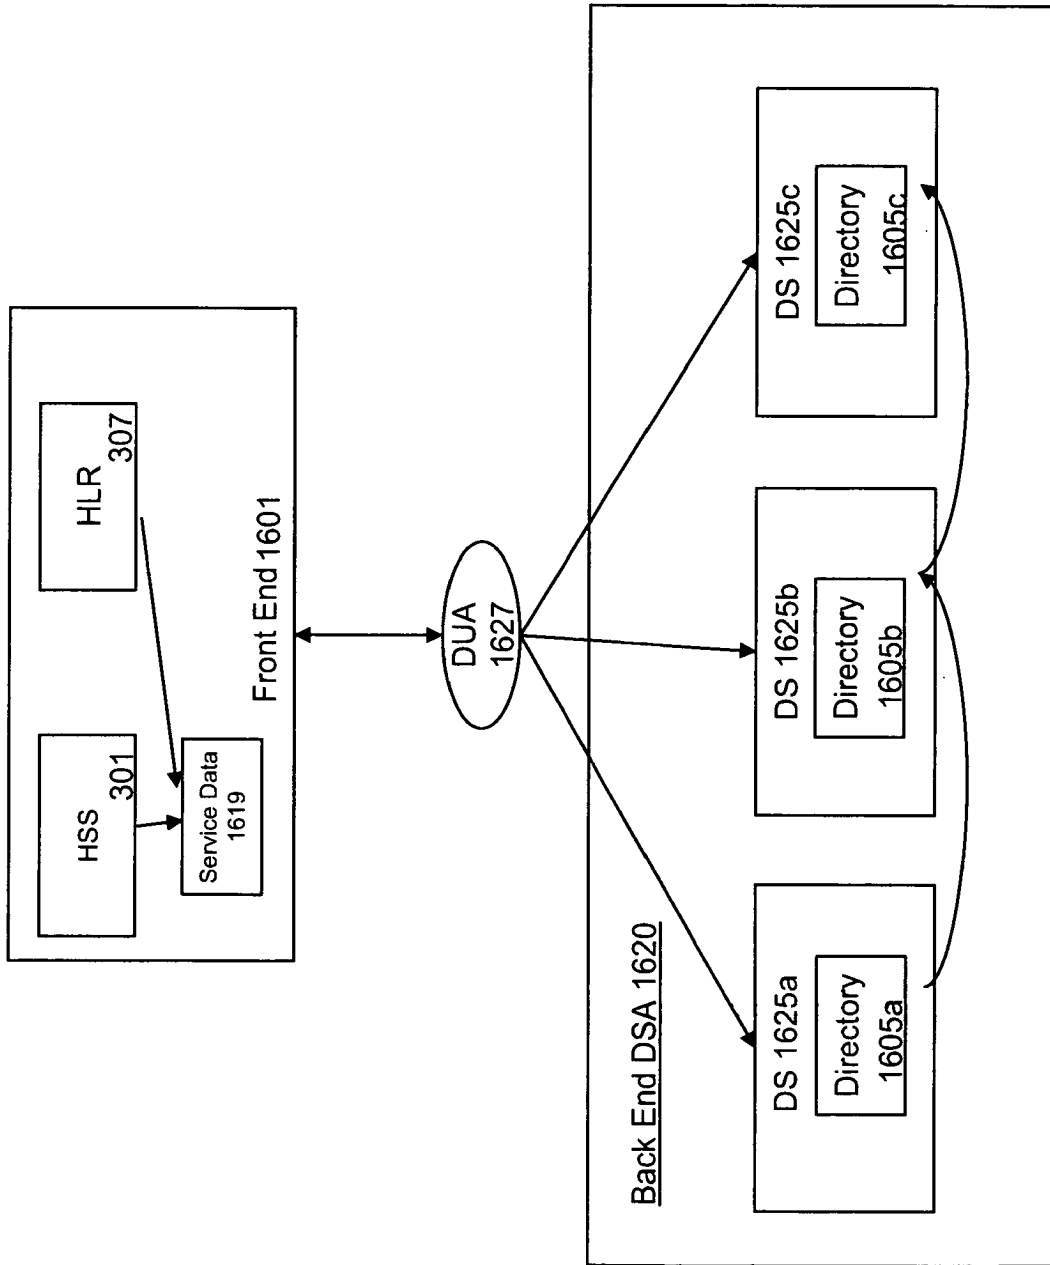 HSS
301
HLR
307
Service Data
1619
Front End 1601
DUA
1627
Back End DSA 1620
DS 1625a
Directory
1605a
DS 1625b
Directory
1605b
DS 1625c
Directory
1605c